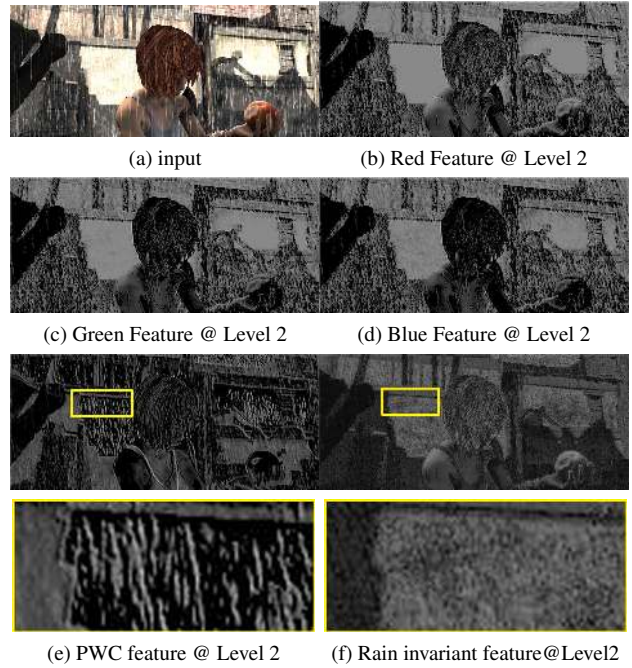 (a) input
(b) Red Feature @ Level 2
(c) Green Feature @ Level 2
(d) Blue Feature @ Level 2
(e) PWC feature @ Level 2
(f) Rain invariant feature@Level2